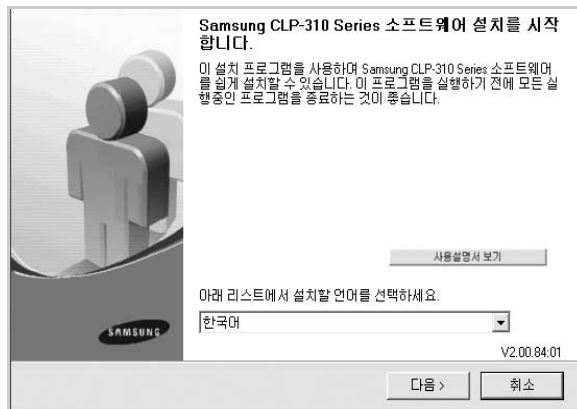 Samsung CLP-310 Series 소프트웨어 설치를 시작
합니다.
이 설치 프로그램을 사용하여 Samsung CLP-310 Series 소프트웨어
를 쉽게 설치할 수 있습니다. 이 프로그램을 실행하기 전에 모든 실
행중인 프로그램을 종료하는 것이 좋습니다.
사용설명서 보기
아래 리스트에서 설치할 언어를 선택하세요.
한국어
SAMSUNG
V2.00.84:01
다음 >
취소